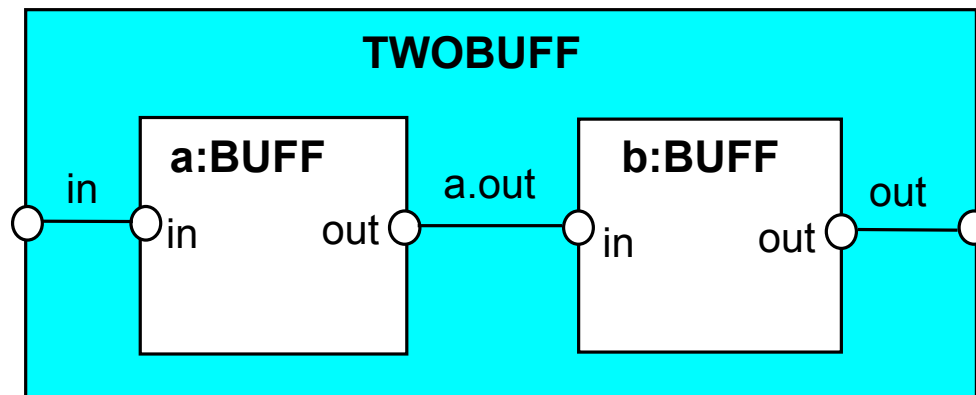 TWOBUFF
a:BUFF
b:BUFF
in
a.out
out
in
out
in
out